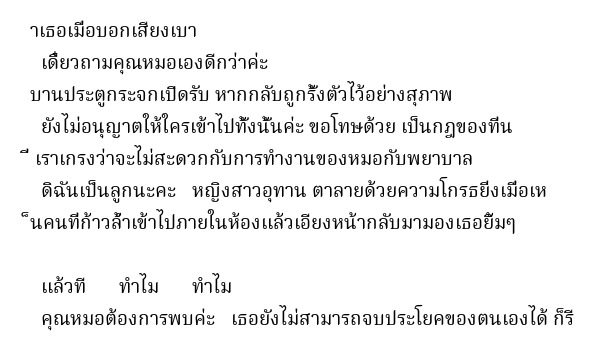 าเธอเมือบอกเสียงเบา
เดี๋ยวถามคุณหมอเองดีกว่าค่ะ
บานประตูกระจกเปิดรับ หากกลับถูกรั้งตัวไว้อย่างสุภาพ
ยังไม่อนุญาตให้ใครเข้าไปทั้งนั้นค่ะ ขอโทษด้วย เป็นกฎของทีน
ี เราเกรงว่าจะไม่สะดวกกับการทำงานของหมอกับพยาบาล
ดิฉันเป็นลูกนะคะ หญิงสาวอุทาน ตาลายด้วยความโกรธยิงเมือเห
็นคนทีก้าวล้ำเข้าไปภายในห้องแล้วเอียงหน้ากลับมามองเธอยิ้มๆ
แล้วที ทำไม ทำไม
คุณหมอต้องการพบค่ะ เธอยังไม่สามารถจบประโยคของตนเองได้ ก็รี